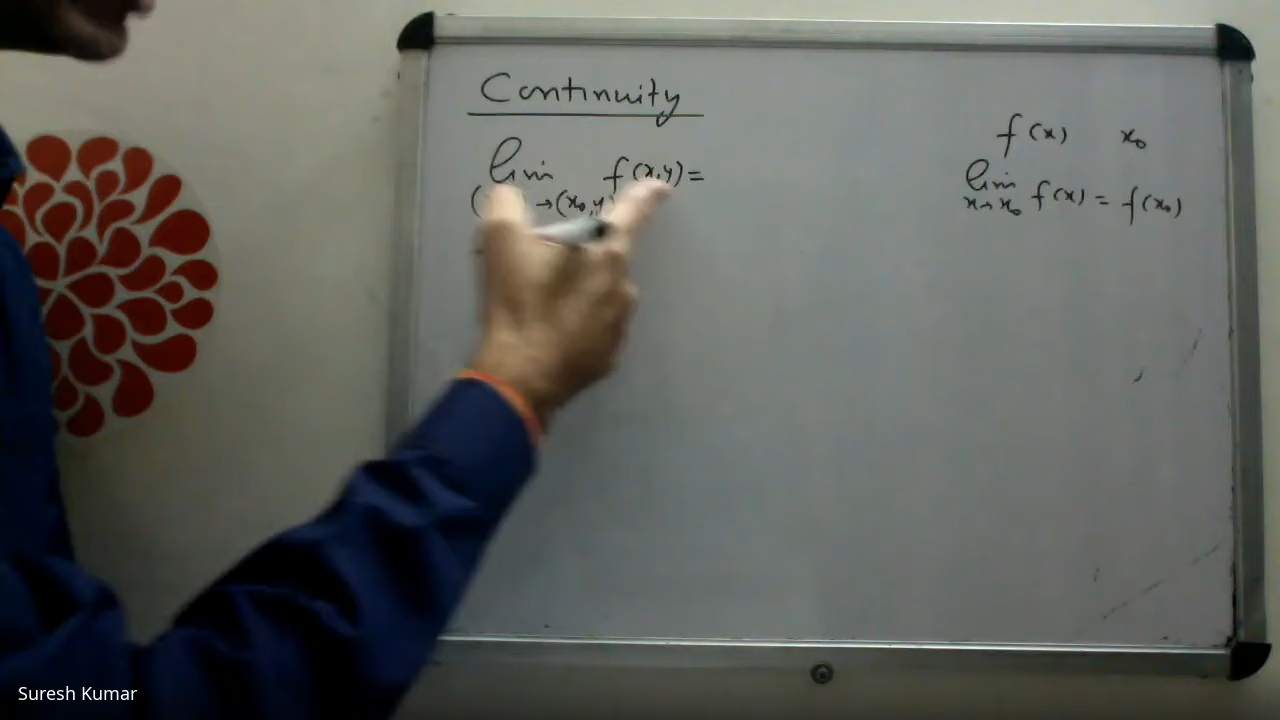 Continuity
lim f(x,y)=
→(x₀,y
f(x) x₀
lim f(x) = f(x₀)
x→x₀
Suresh Kumar